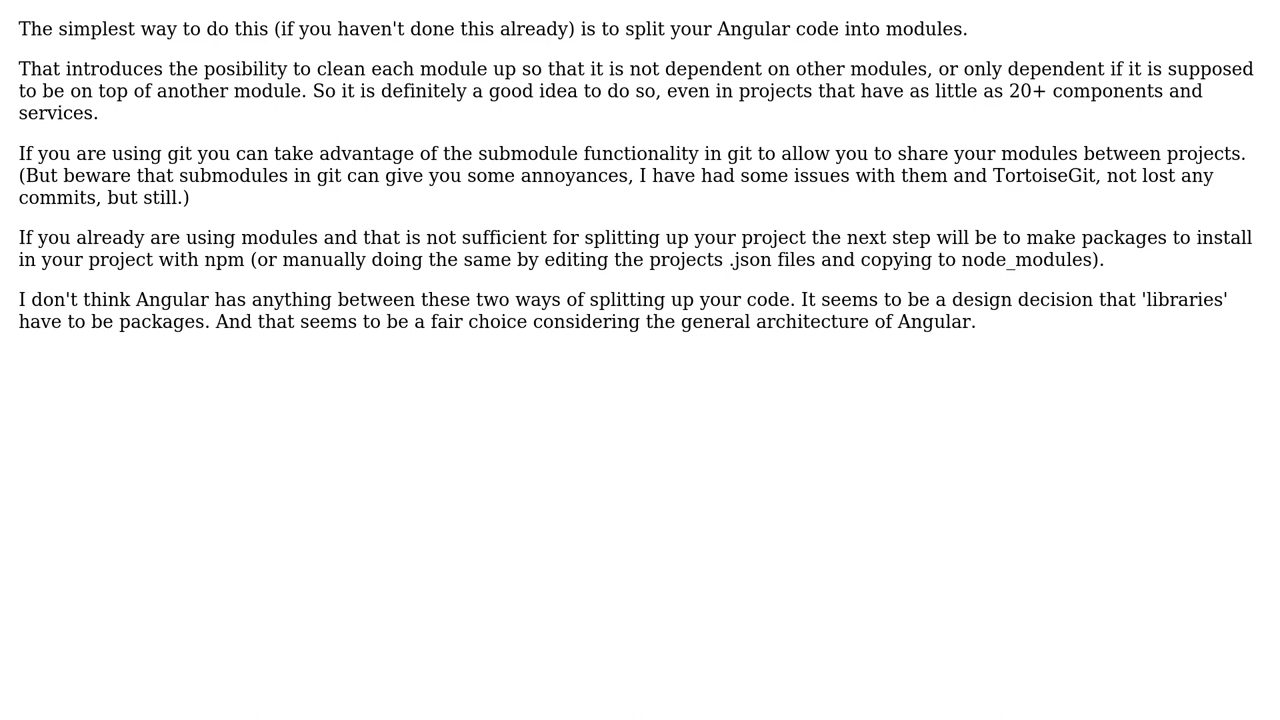 The simplest way to do this (if you haven't done this already) is to split your Angular code into modules.
That introduces the posibility to clean each module up so that it is not dependent on other modules, or only dependent if it is supposed
to be on top of another module. So it is definitely a good idea to do so, even in projects that have as little as 20+ components and
services.
If you are using git you can take advantage of the submodule functionality in git to allow you to share your modules between projects.
(But beware that submodules in git can give you some annoyances, I have had some issues with them and TortoiseGit, not lost any
commits, but still.)
If you already are using modules and that is not sufficient for splitting up your project the next step will be to make packages to install
in your project with npm (or manually doing the same by editing the projects .json files and copying to node_modules).
I don't think Angular has anything between these two ways of splitting up your code. It seems to be a design decision that 'libraries'
have to be packages. And that seems to be a fair choice considering the general architecture of Angular.